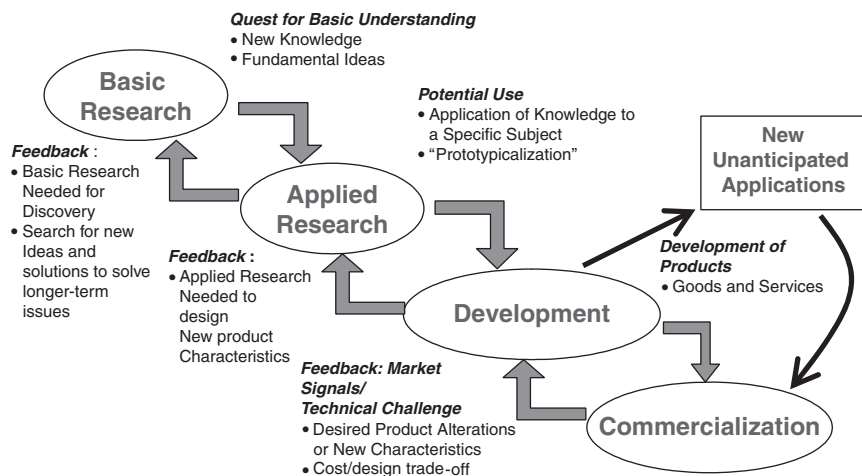 Quest for Basic Understanding
• New Knowledge
• Fundamental Ideas
Basic
Research
Potential Use
• Application of Knowledge to
a Specific Subject
• “Prototypicalization”
New
Unanticipated
Applications
Feedback :
• Basic Research
Needed for
Discovery
• Search for new
Ideas and
solutions to solve
longer-term
issues
Applied
Research
Feedback :
• Applied Research
Needed to
design
New product
Characteristics
Development of
Products
• Goods and Services
Development
Feedback: Market
Signals/
Technical Challenge
• Desired Product Alterations
or New Characteristics
• Cost/design trade-off
Commercialization